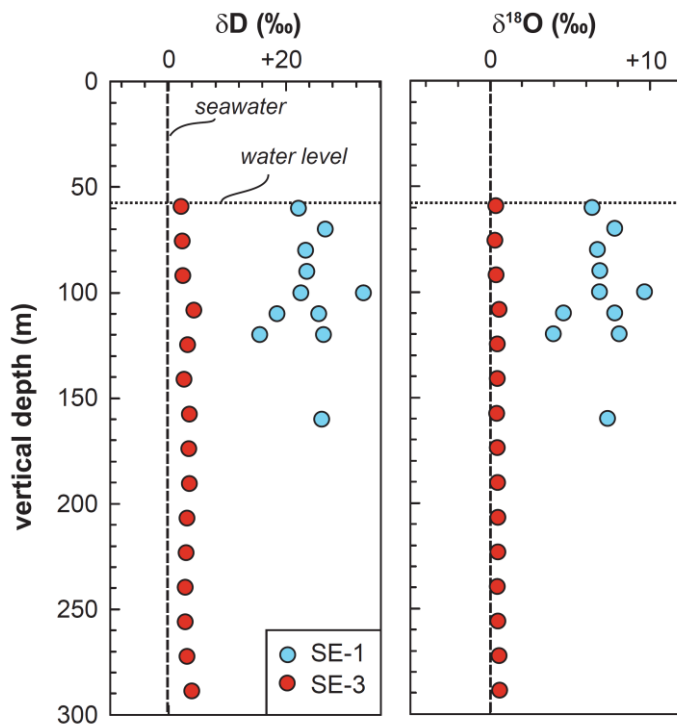 δD (‰)
δ¹⁸O (‰)
0
+20
0
+10
0
50
100
150
200
250
300
vertical depth (m)
seawater
water level
SE-1
SE-3